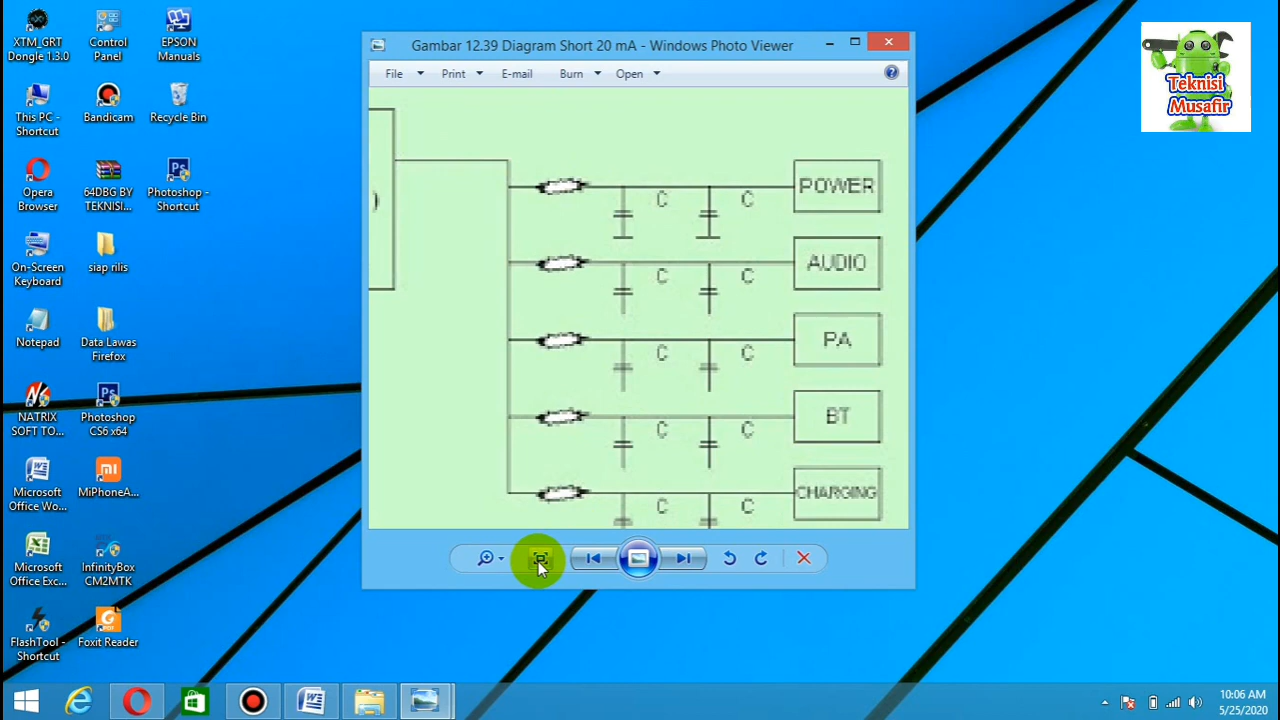 XTM_GRT
Dongle 1.3.0
Control
Panel
EPSON
Manuals
This PC -
Shortcut
Bandicam
Recycle Bin
Opera
Browser
64DBG BY
TEKNISI...
Photoshop -
Shortcut
On-Screen
Keyboard
siap rilis
Notepad
Data Lawas
Firefox
NATRIX
SOFT TO...
Photoshop
CS6 x64
Microsoft
Office Wo...
MiPhoneA...
Microsoft
Office Exc...
InfinityBox
CM2MTK
FlashTool -
Shortcut
Foxit Reader
Gambar 12.39 Diagram Short 20 mA - Windows Photo Viewer
File Print E-mail Burn Open
)
C C POWER
C C AUDIO
C C PA
C C BT
C C CHARGING
Teknisi
Musafir
10:06 AM
5/25/2020